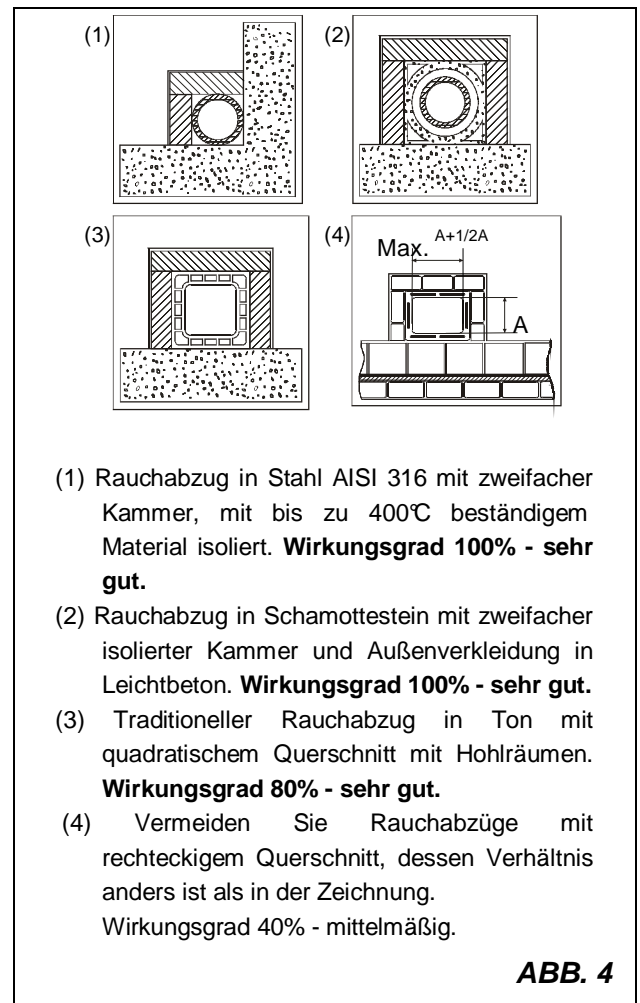 (1)
(2)
(3)
(4)
Max.
A+1/2A
A
(1) Rauchabzug in Stahl AISI 316 mit zweifacher
Kammer, mit bis zu 400°C beständigem
Material isoliert. Wirkungsgrad 100% - sehr
gut.
(2) Rauchabzug in Schamottestein mit zweifacher
isolierter Kammer und Außenverkleidung in
Leichtbeton. Wirkungsgrad 100% - sehr gut.
(3) Traditioneller Rauchabzug in Ton mit
quadratischem Querschnitt mit Hohlräumen.
Wirkungsgrad 80% - sehr gut.
(4) Vermeiden Sie Rauchabzüge mit
rechteckigem Querschnitt, dessen Verhältnis
anders ist als in der Zeichnung.
Wirkungsgrad 40% - mittelmäßig.
ABB. 4